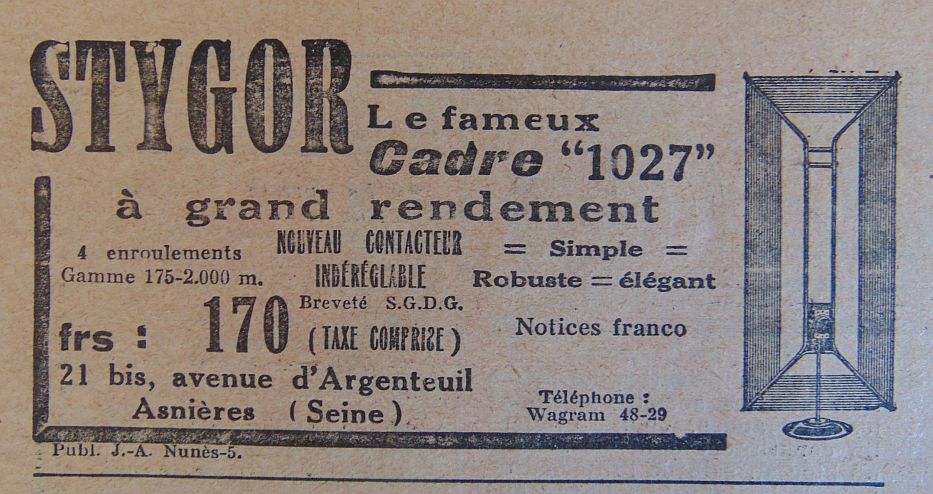 STYGOR
Le fameux
Cadre "1027"
à grand rendement
4 enroulements
Gamme 175-2.000 m.
NOUVEAU CONTACTEUR
INDÉRÉGLABLE
Breveté S.G.D.G.
= Simple =
Robuste = élégant
frs : 170 (TAXE COMPRISE)
Notices franco
21 bis, avenue d'Argenteuil
Asnières (Seine)
Téléphone :
Wagram 48-29
Publ. J.-A. Nunès-5.